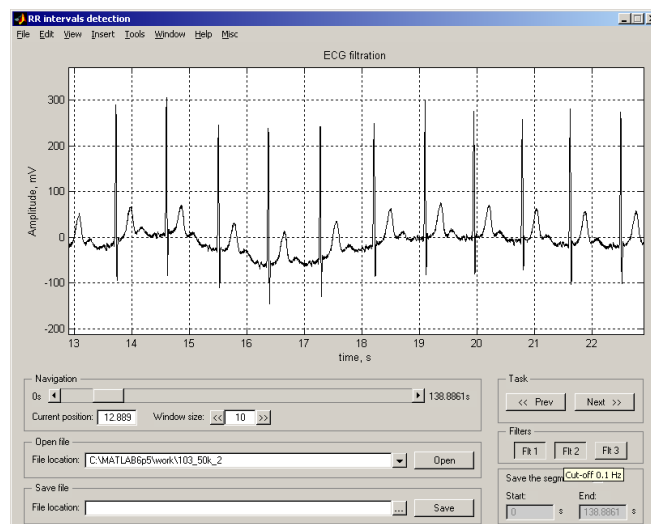 RR intervals detection
File Edit View Insert Tools Window Help Misc
ECG filtration
Amplitude, mV
300
200
100
0
-100
-200
13 14 15 16 17 18 19 20 21 22
time, s
Navigation
0s 138.8861s
Current position: 12.889 Window size: << 10 >>
Task
<< Prev Next >>
Open file
File location: C:\MATLAB6p5\work\103_50k_2 Open
Filters
Flt 1 Flt 2 Flt 3
Cut-off 0.1 Hz
Save file
File location: ... Save
Save the
Start: End:
0 s 138.8861 s